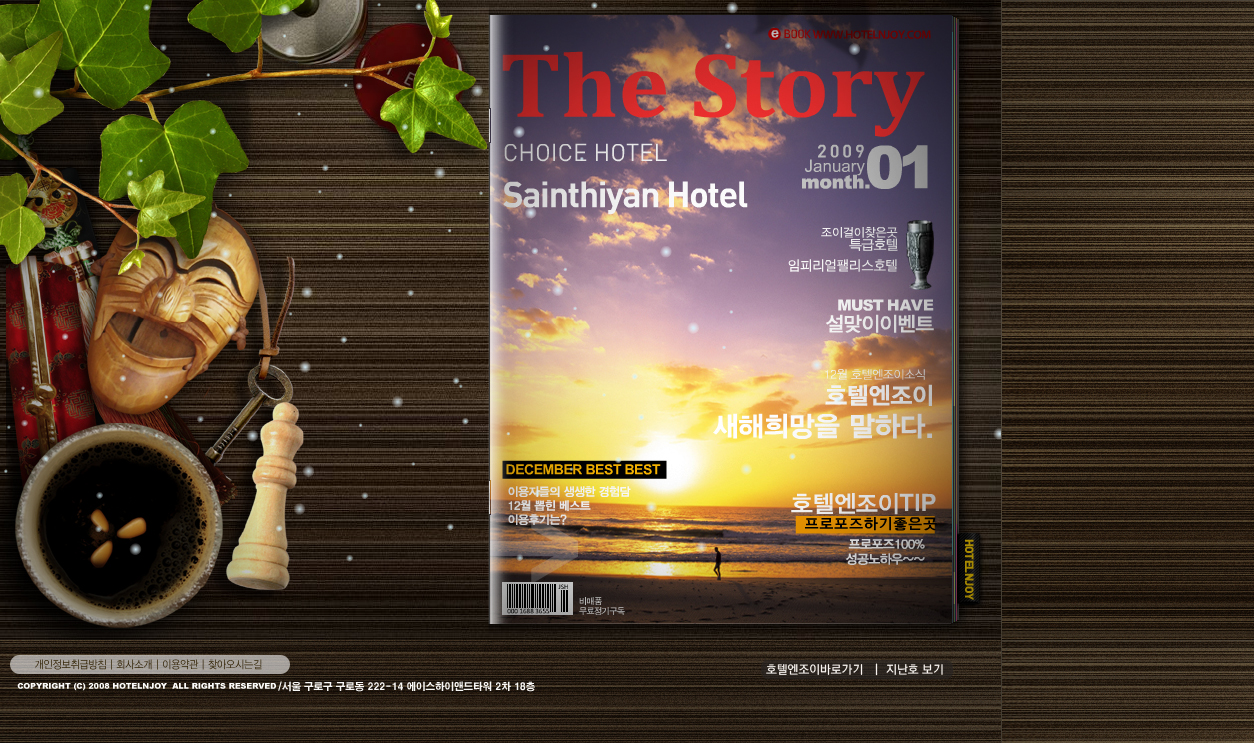 e BOOK WWW.HOTELNJOY.COM
The Story
CHOICE HOTEL
2009
January
month.01
Sainthiyan Hotel
조이걸이찾은곳
특급호텔
임피리얼팰리스호텔
MUST HAVE
설맞이이벤트
12월 호텔엔조이소식
호텔엔조이
새해희망을 말하다.
DECEMBER BEST BEST
이용자들의 생생한 경험담
12월 뽑힌 베스트
이용후기는?
호텔엔조이TIP
프로포즈하기좋은곳
프로포즈100%
성공노하우~~
HOTELNJOY
JSH
000 1688 3655
비매품
무료정기구독
개인정보취급방침 | 회사소개 | 이용약관 | 찾아오시는길
호텔엔조이바로가기 | 지난호 보기
COPYRIGHT (C) 2008 HOTELNJOY ALL RIGHTS RESERVED /서울 구로구 구로동 222-14 에이스하이앤드타워 2차 18층